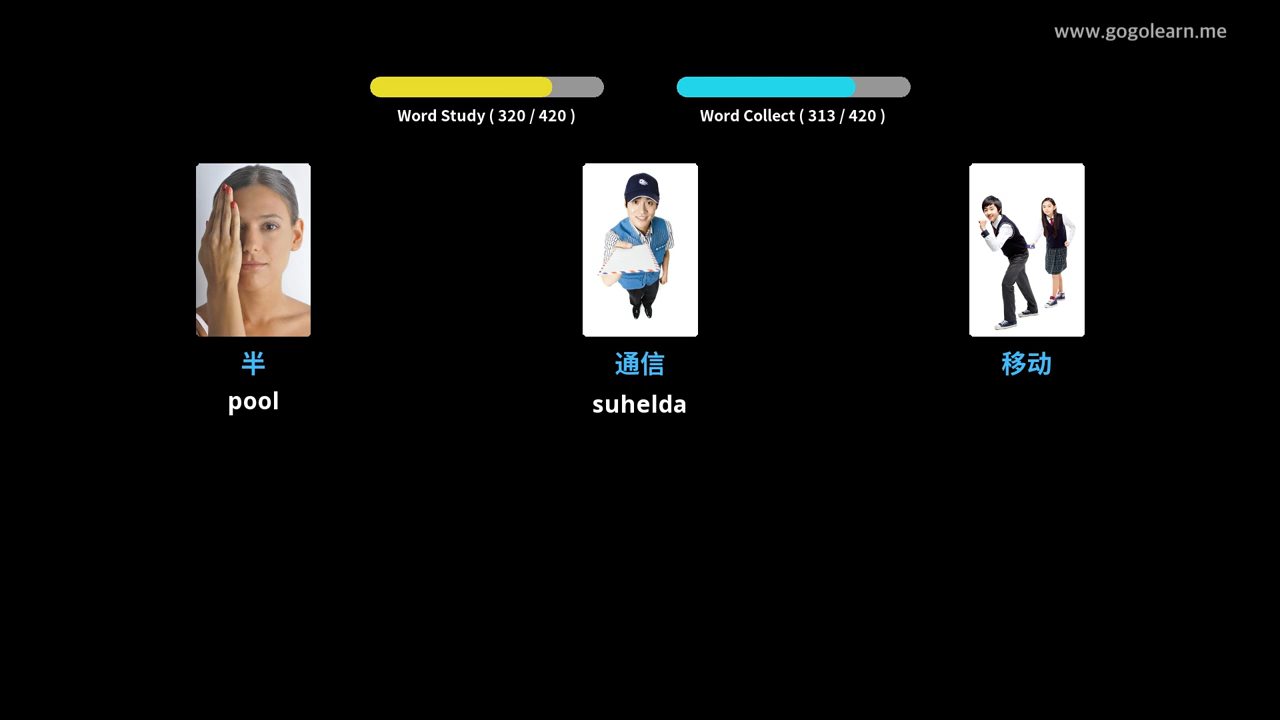 www.gogolearn.me
Word Study ( 320 / 420 )
Word Collect ( 313 / 420 )
半
通信
移动
pool
suhelda